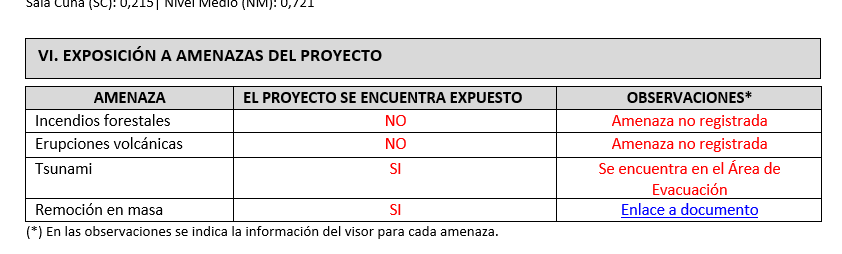 Sala Cuna (SC): 0,215| Nivel Medio (NM): 0,721
VI. EXPOSICIÓN A AMENAZAS DEL PROYECTO
AMENAZA EL PROYECTO SE ENCUENTRA EXPUESTO OBSERVACIONES*
Incendios forestales NO Amenaza no registrada
Erupciones volcánicas NO Amenaza no registrada
Tsunami SI Se encuentra en el Área de
Evacuación
Remoción en masa SI Enlace a documento
(*) En las observaciones se indica la información del visor para cada amenaza.